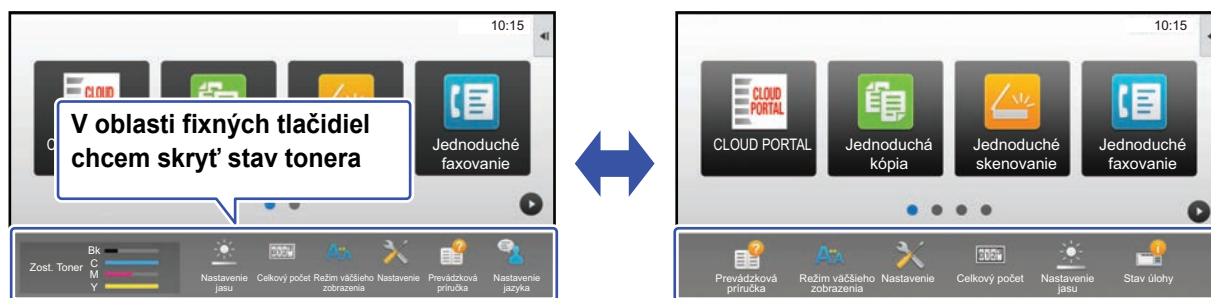 10:15
CLOUD
V oblasti fixných tlačidiel
chcem skryť stav tonera
Jednoduché
faxovanie
Zost. Toner
Bk
C
M
Y
Nastavenie
jasu
Celkový počet
Režim väčšieho
zobrazenia
Nastavenie
Prevádzková
príručka
Nastavenie
jazyka
10:15
CLOUD
PORTAL
CLOUD PORTAL
Jednoduchá
kópia
Jednoduché
skenovanie
Jednoduché
faxovanie
Prevádzková
príručka
Režim väčšieho
zobrazenia
Nastavenie
Celkový počet
Nastavenie
jasu
Stav úlohy